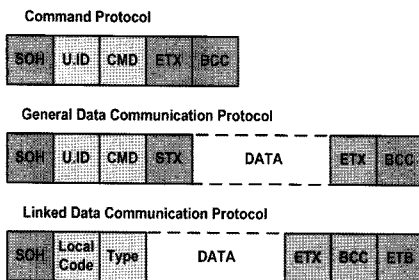 Command Protocol
SOH U.ID CMD ETX BCC
General Data Communication Protocol
SOH U.ID CMD STX DATA ETX BCC
Linked Data Communication Protocol
SOH Local Code Type DATA ETX BCC ETB